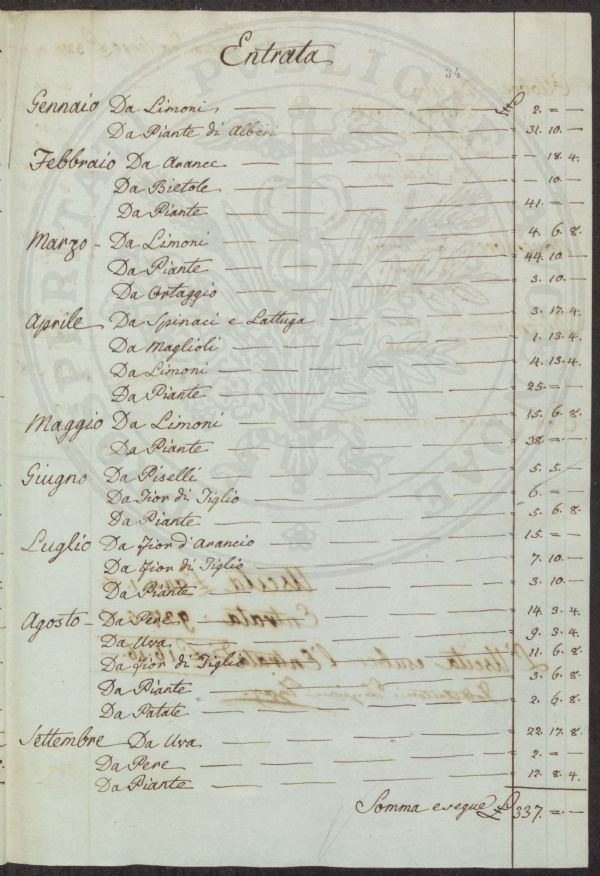 Entrata
34
Gennaio Da Limoni — £ 2. = —
Da Piante di Alberi — = 31. 10. —
Febbraio Da Arance — = — 18. 4.
Da Bietole — = — 10. —
Da Piante — = 41. = —
Marzo - Da Limoni — = 4. 6. 8.
Da Piante — = 44. 10. —
Da Ortaggio — = 3. 10. —
Aprile Da Spinaci e Lattuga — = 3. 17. 4.
Da Maglioli — = 1. 13. 4.
Da Limoni — = 4. 13. 4.
Da Piante — = 25. = —
Maggio Da Limoni — = 15. 6. 8.
Da Piante — = 38. = —
Giugno Da Piselli — = 5. 5. —
Da Fior di Tiglio — = 6. = —
Da Piante — = 5. 6. 8.
Luglio Da Fior d'Arancio — = 15. = —
Da Fior di Tiglio — = 7. 10. —
Da Piante — = 3. 10. —
Agosto - Da Pere — = 14. 3. 4.
Da Uva — = 9. 3. 4.
Da Fior di Tiglio — = 11. 6. 8.
Da Piante — = 3. 6. 8.
Da Patate — = 2. 6. 8.
Settembre Da Uva — = 22. 17. 8.
Da Pere — = 2. = —
Da Piante — = 12. 8. 4.
Somma e segue £ 337. = —